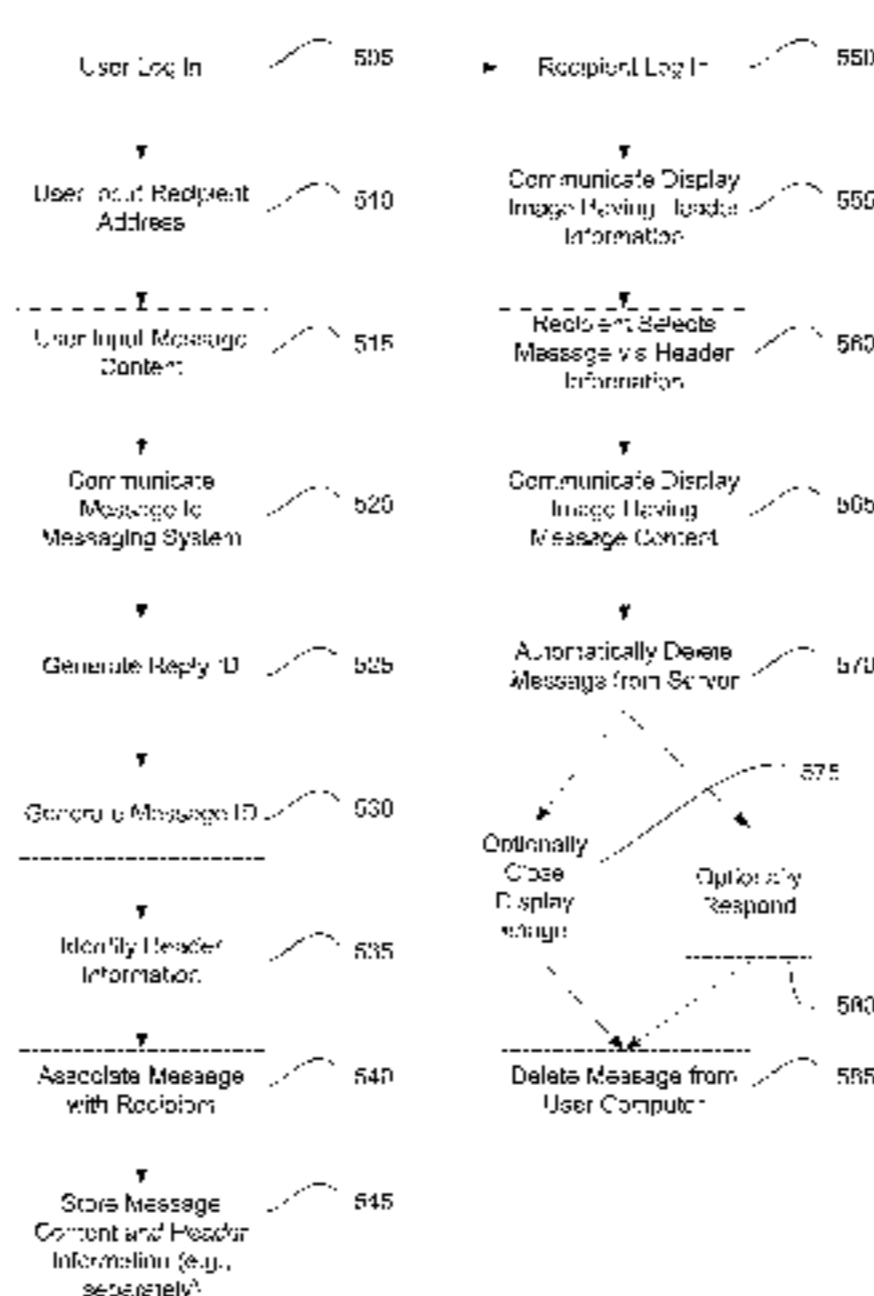 User Log In
505
User Input Recipient
Address
510
User Input Message
Content
515
Communicate
Message to
Messaging System
520
Generate Reply ID
525
Generate Message ID
530
Identify Header
Information
535
Associate Message
with Recipient
540
Store Message
Content and Header
Information (e.g.,
separately)
545
Recipient Log In
550
Communicate Display
Image Having Header
Information
555
Recipient Selects
Message via Header
Information
560
Communicate Display
Image Having
Message Content
565
Automatically Delete
Message from Server
570
575
Optionally
Close
Display
Image
Optionally
Respond
580
Delete Message from
User Computer
585